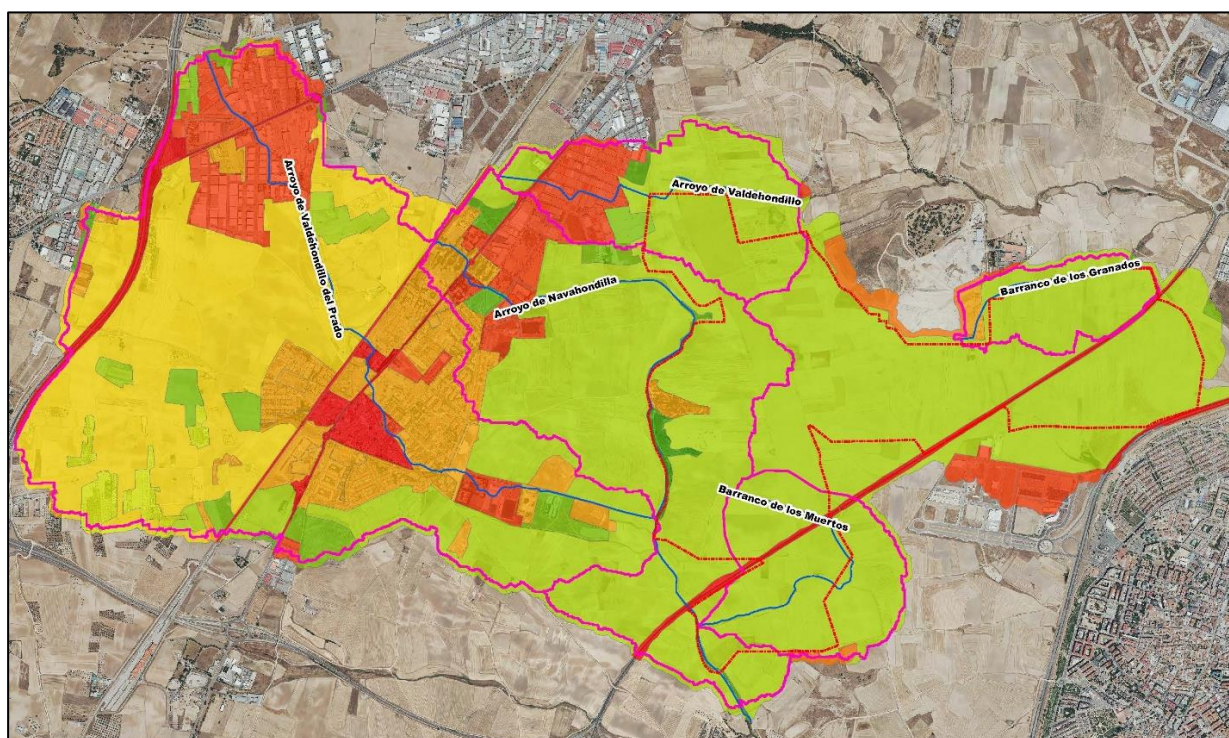 Arroyo de Valdehondillo del Prado
Arroyo de Valdehondillo
Arroyo de Navahondilla
Barranco de los Granados
Barranco de los Muertos